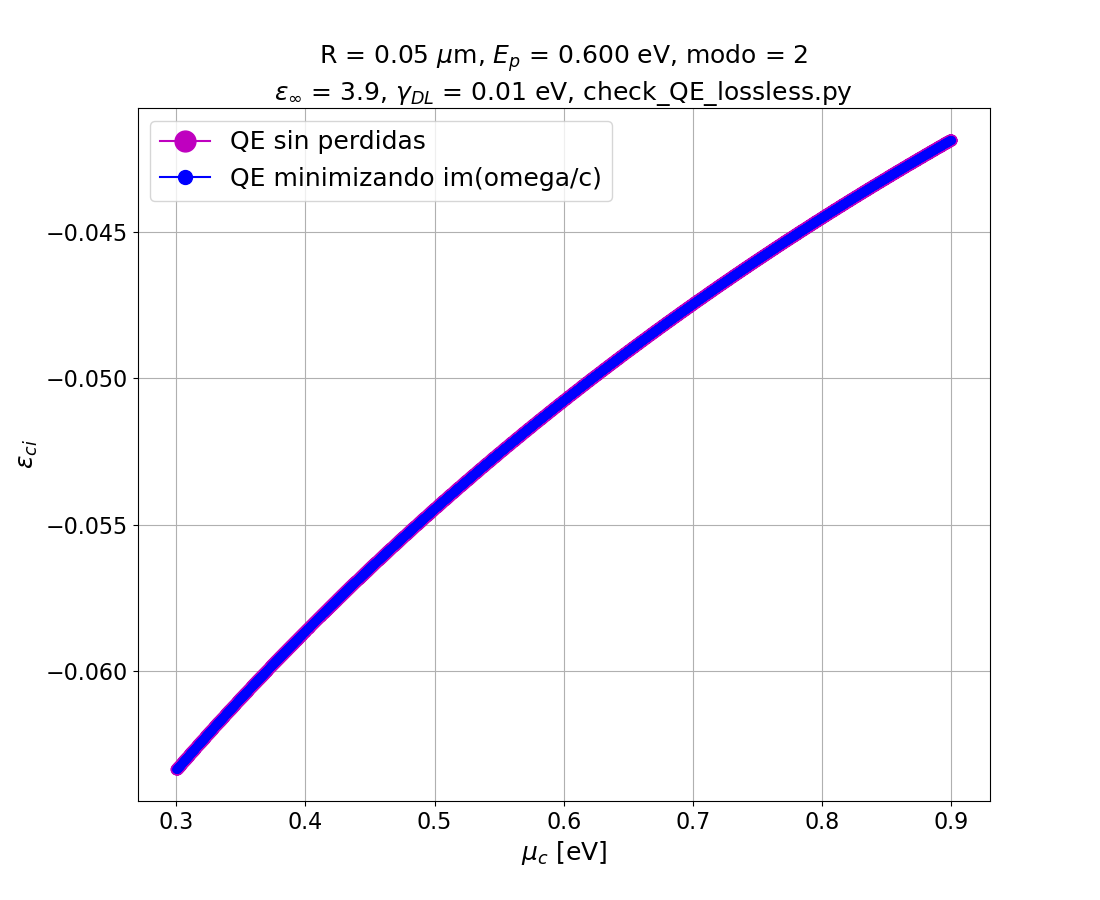 R = 0.05 μm, E_p = 0.600 eV, modo = 2
ε_∞ = 3.9, γ_DL = 0.01 eV, check_QE_lossless.py
QE sin perdidas
QE minimizando im(omega/c)
−0.045
−0.050
−0.055
−0.060
ε_ci
0.3 0.4 0.5 0.6 0.7 0.8 0.9
μ_c [eV]